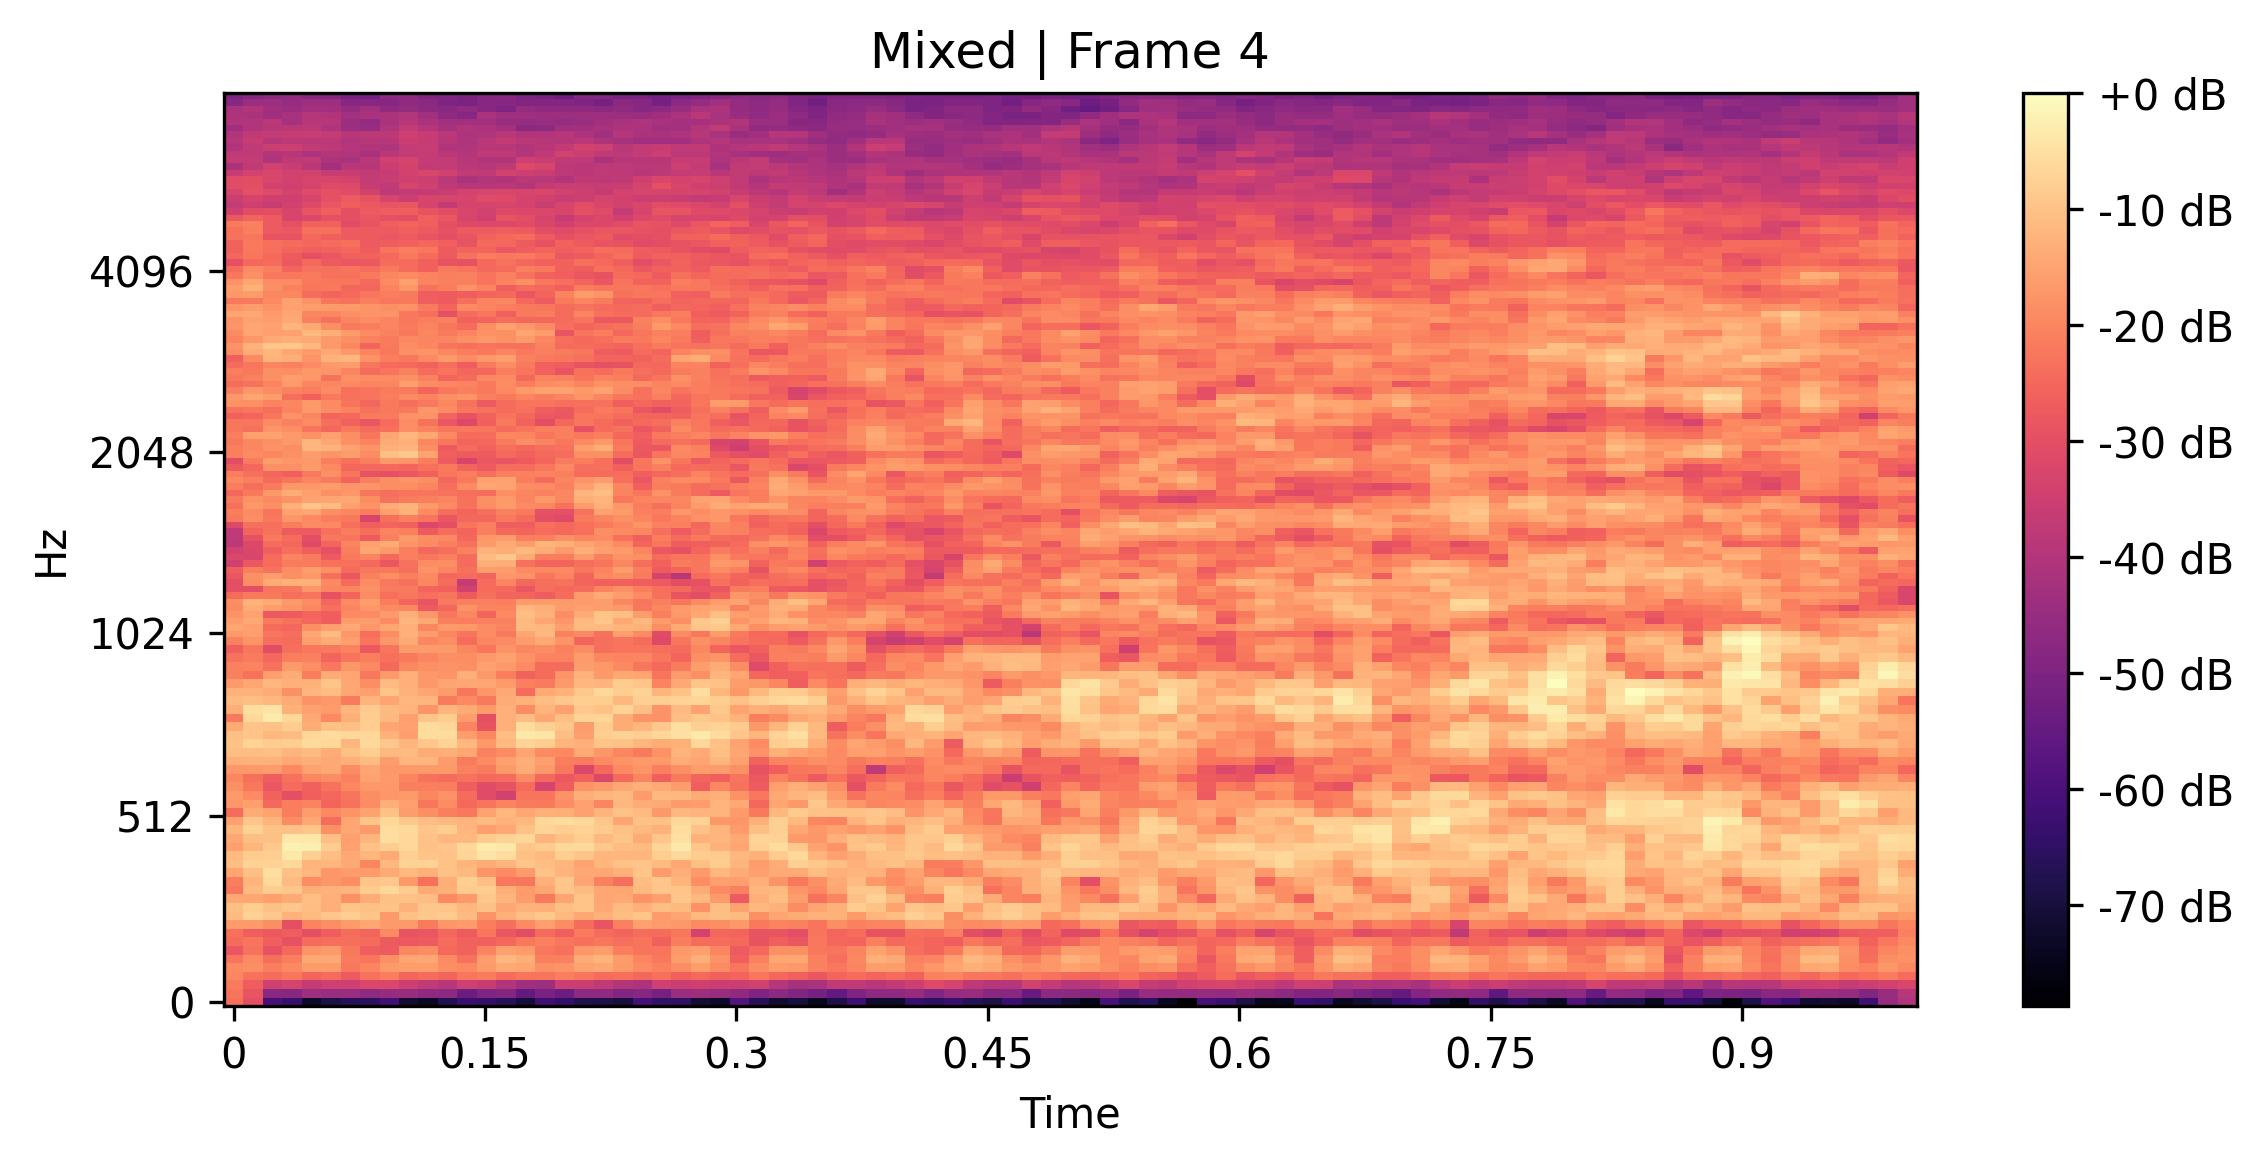 Mixed | Frame 4
+0 dB
-10 dB
-20 dB
-30 dB
-40 dB
-50 dB
-60 dB
-70 dB
Hz
4096
2048
1024
512
0
0 0.15 0.3 0.45 0.6 0.75 0.9
Time